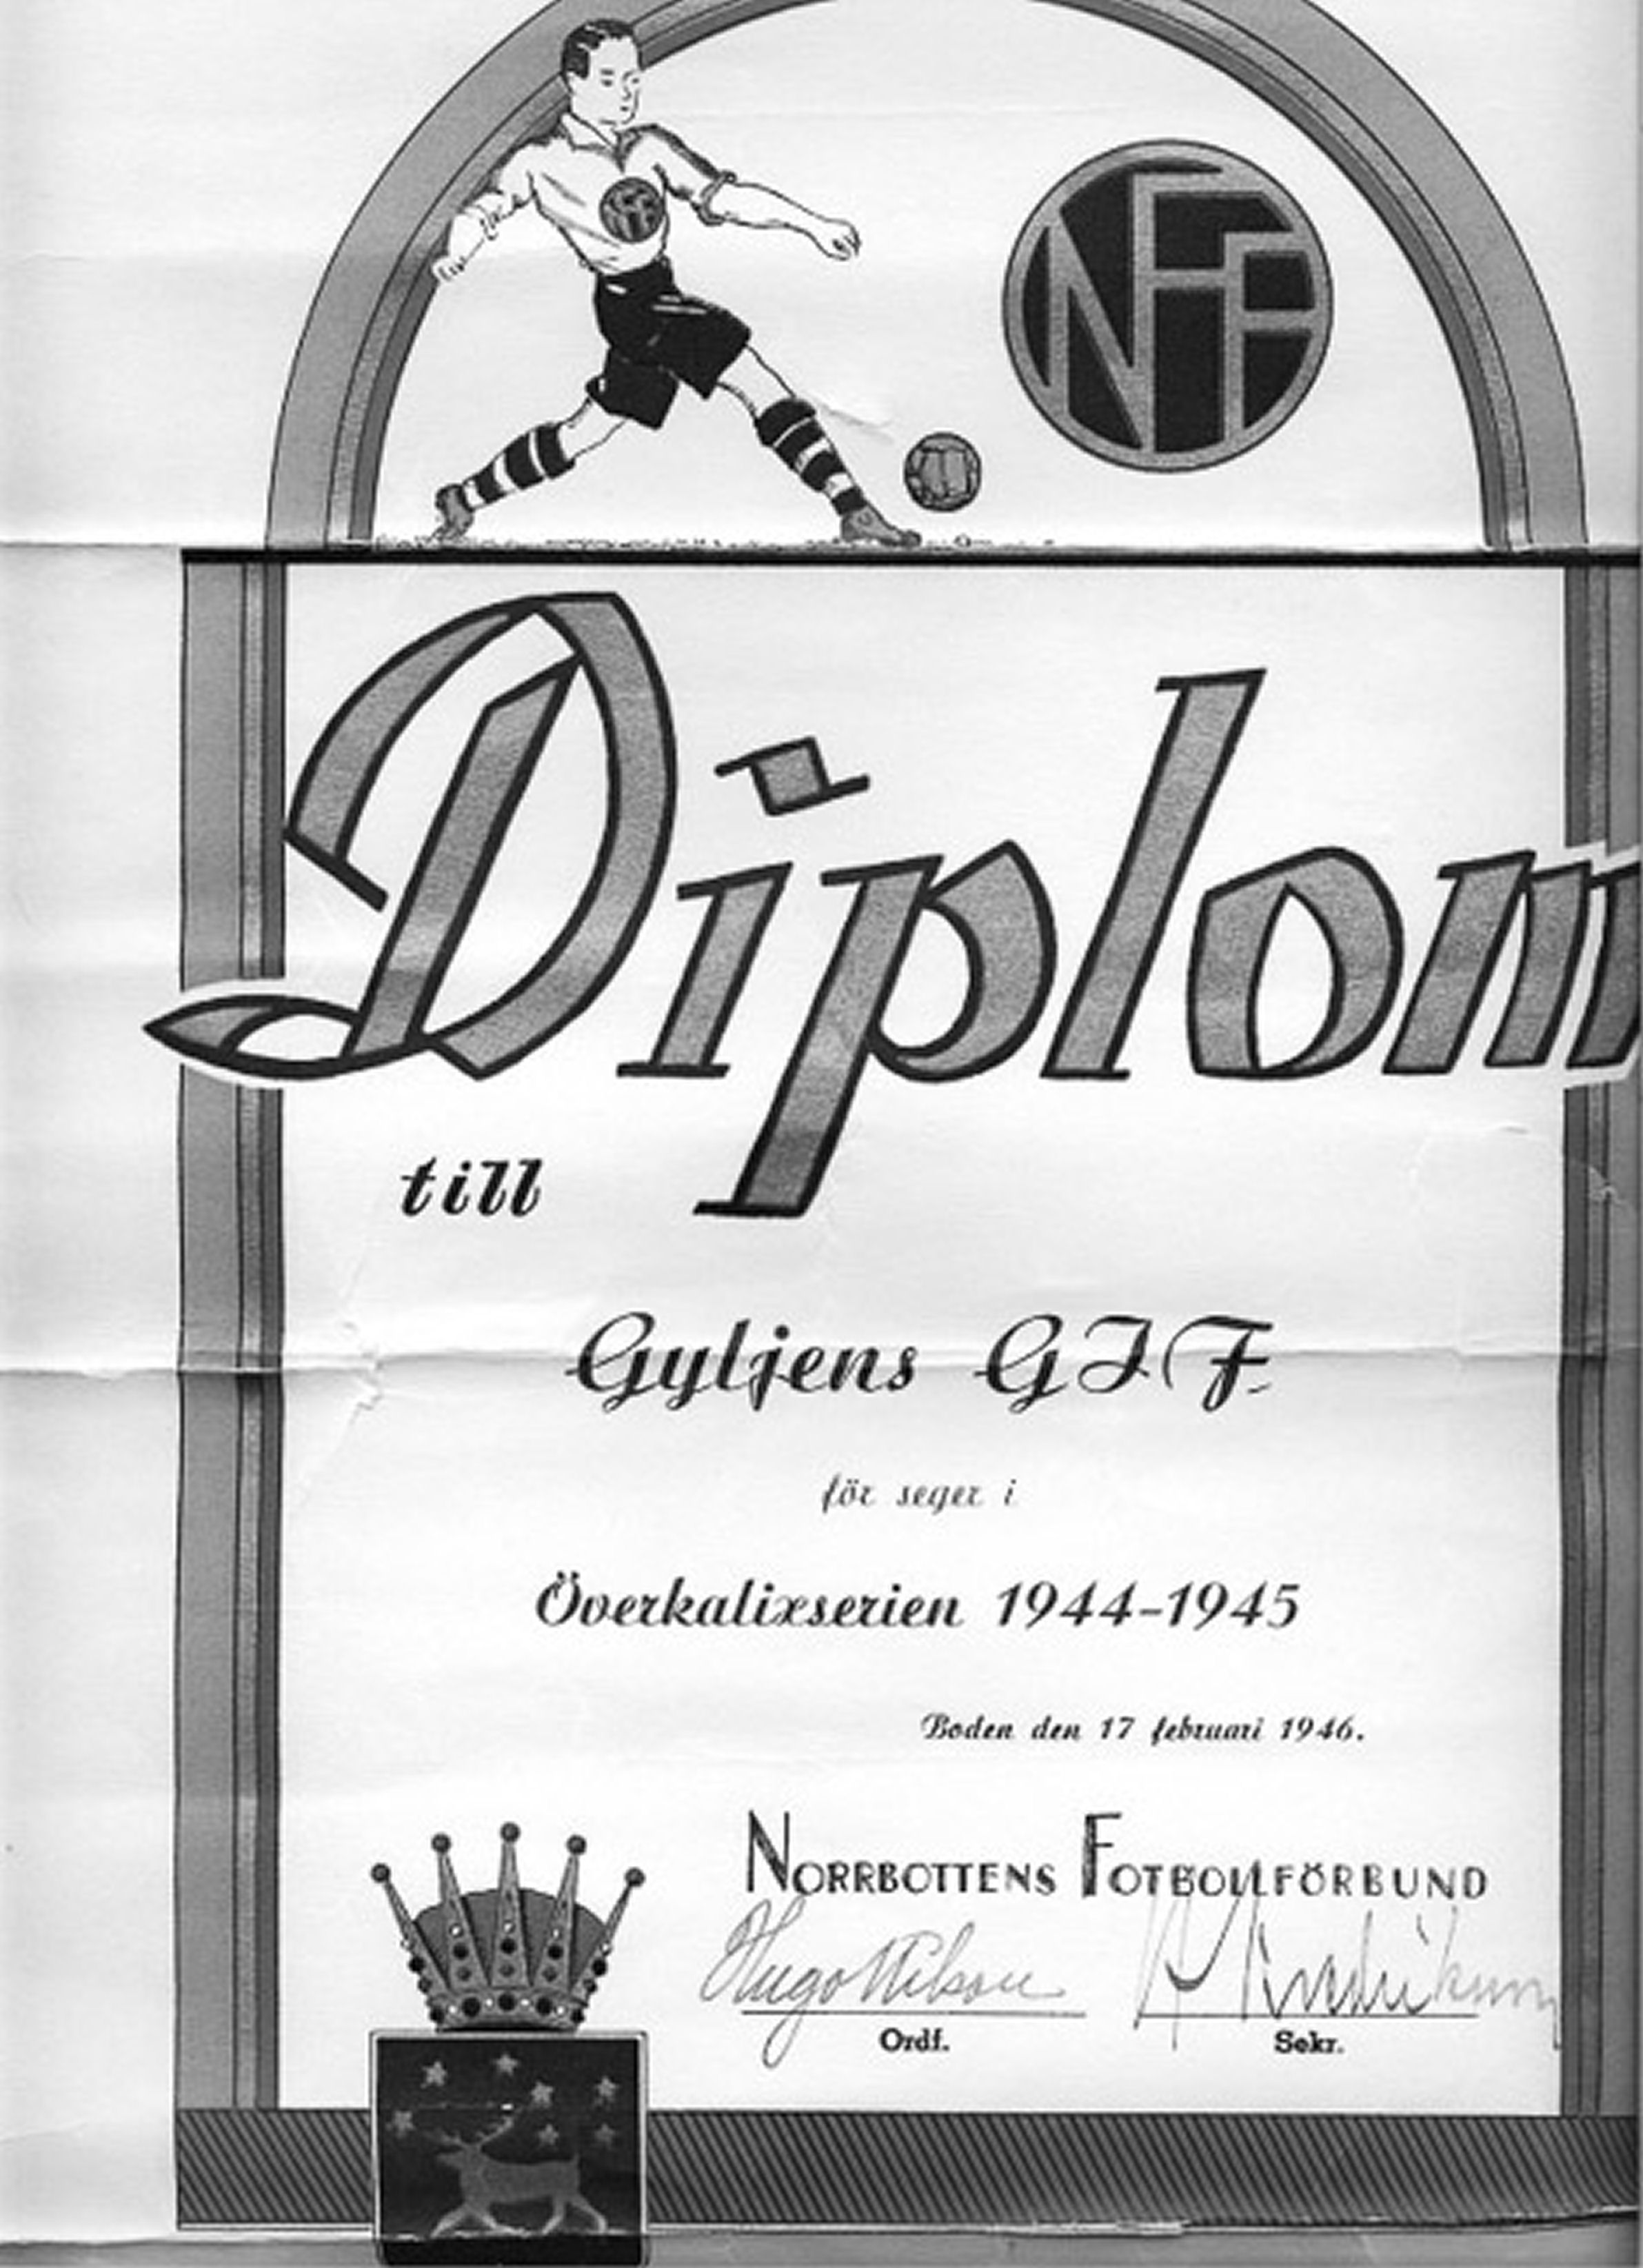 NFF
Diplom
till
Gyljens GIF
för seger i
Överkalixserien 1944-1945
Boden den 17 februari 1946.
NORRBOTTENS FOTBOLLFÖRBUND
Hugo Nilsson
Ordf. Sekr.